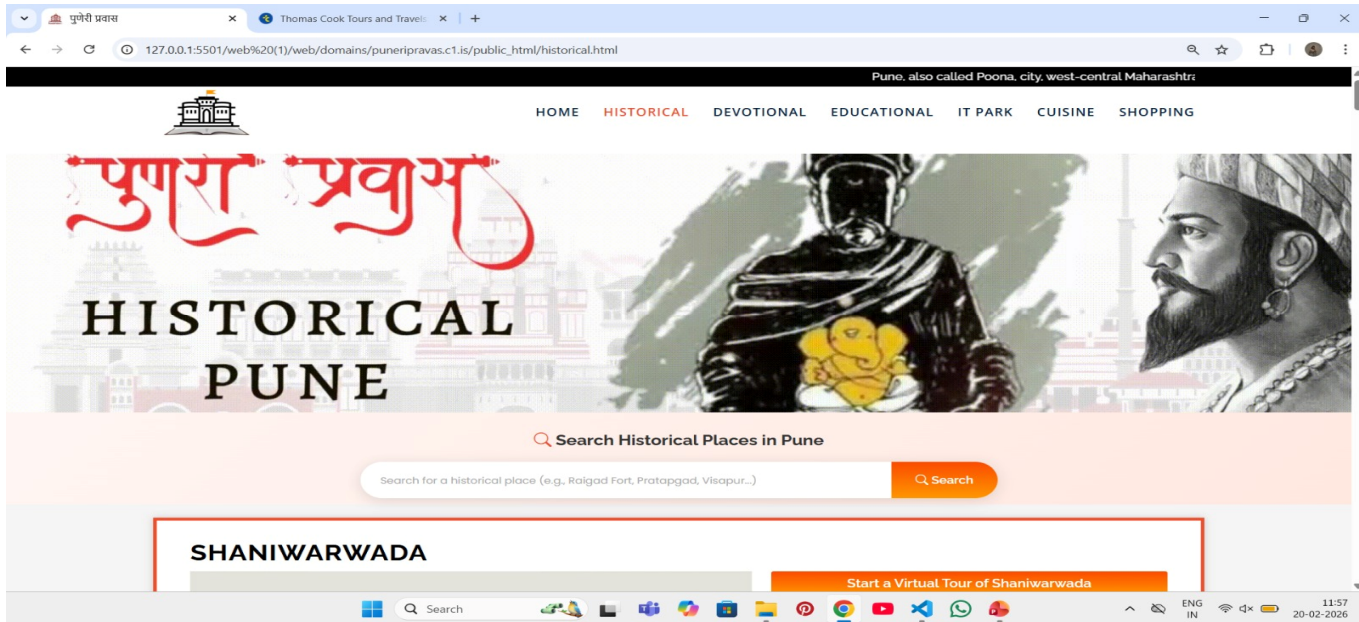 पुणेरी प्रवास
Thomas Cook Tours and Travels
127.0.0.1:5501/web%20(1)/web/domains/puneripravas.c1.is/public_html/historical.html
Pune, also called Poona, city, west-central Maharashtra
HOME HISTORICAL DEVOTIONAL EDUCATIONAL IT PARK CUISINE SHOPPING
पुणेरी प्रवास
HISTORICAL
PUNE
Search Historical Places in Pune
Search for a historical place (e.g., Raigad Fort, Pratapgad, Visapur...)
Search
SHANIWARWADA
Start a Virtual Tour of Shaniwarwada
Search
ENG
IN
11:57
20-02-2026